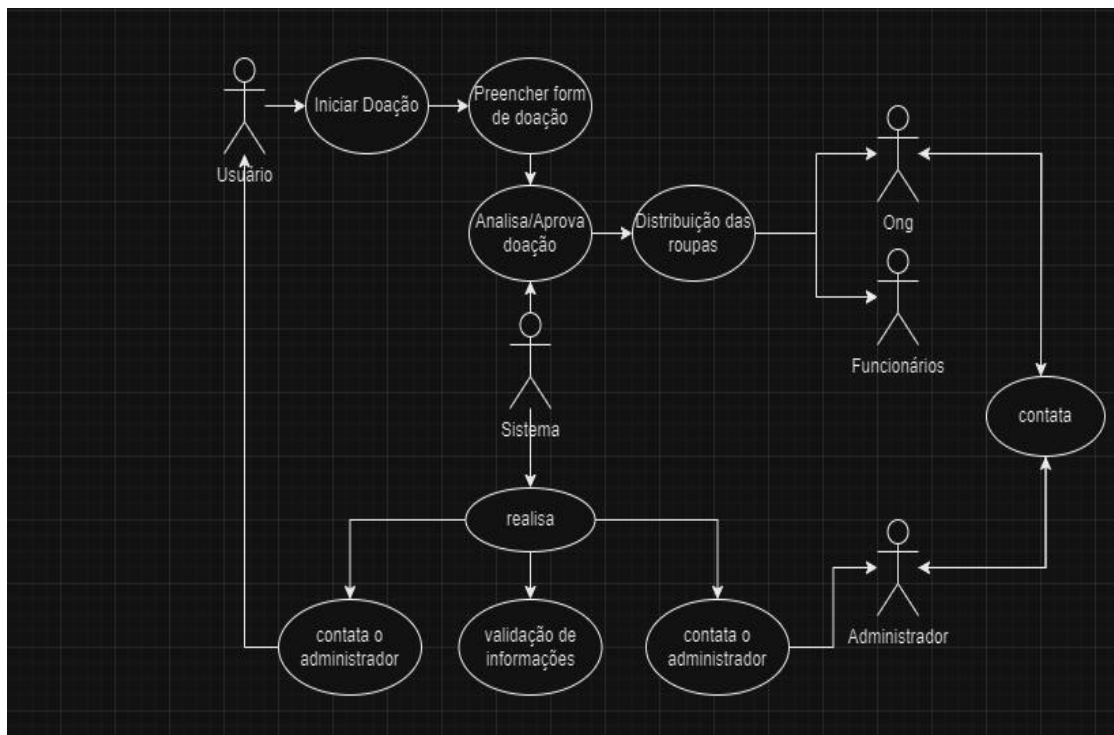 Iniciar Doação
Preencher form
de doação
Usuário
Analisa/Aprova
doação
Distribuição das
roupas
Ong
Funcionários
Sistema
contata
realisa
contata o
administrador
validação de
informações
contata o
administrador
Administrador